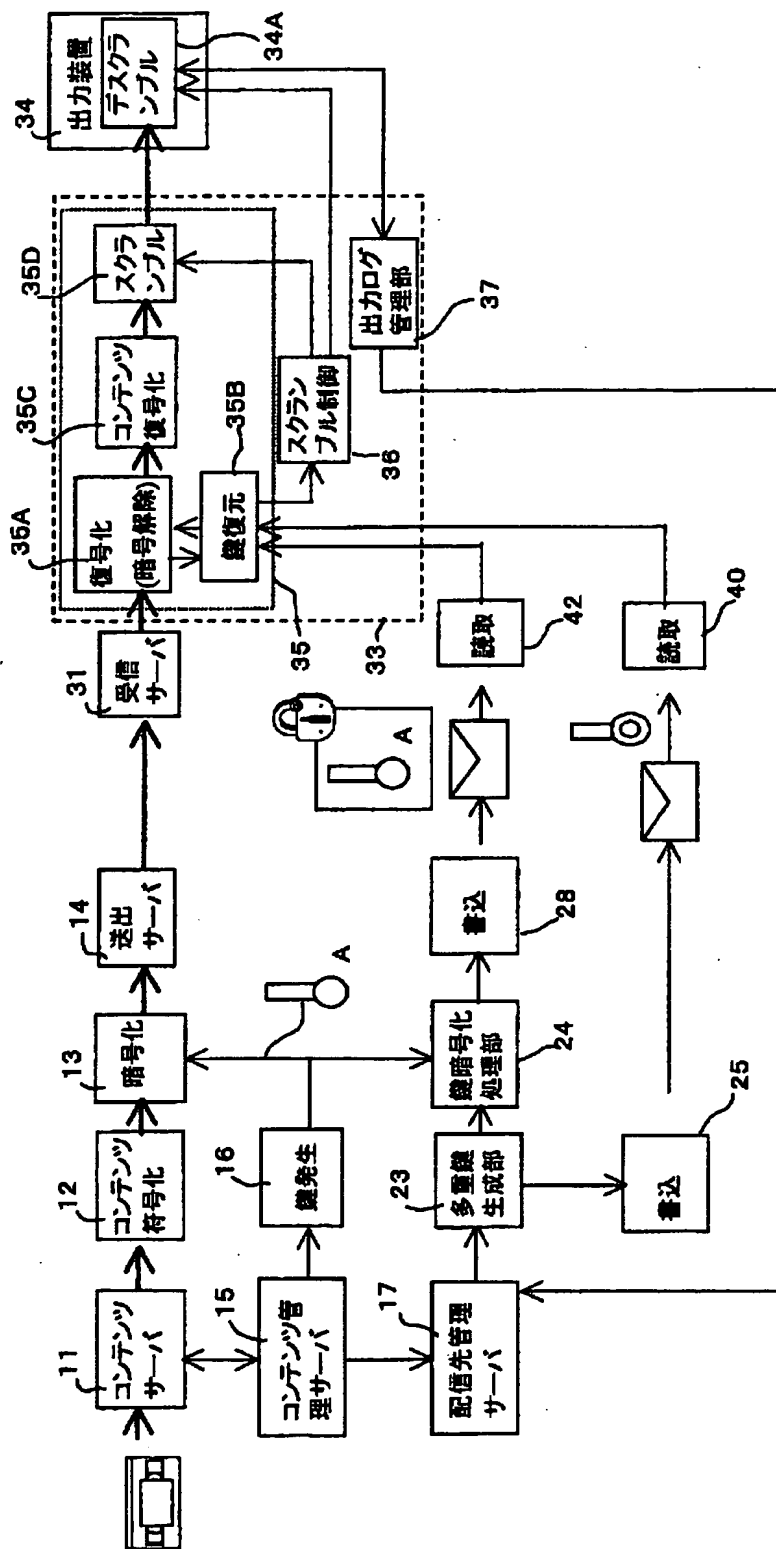 11
コンテンツ
サーバ
12
コンテンツ
符号化
13
暗号化
14
送出
サーバ
31
受信
サーバ
35A
復号化
(暗号解除)
35C
コンテンツ
復号化
35D
スクラ
ンブル
34
出力装置
デスクラ
ンブル
34A
15
コンテンツ管
理サーバ
16
鍵発生
A
鍵復元
35B
35
33
スクラン
ブル制御
36
出力ログ
管理部
37
17
配信先管理
サーバ
23
多重鍵
生成部
鍵暗号化
処理部
24
書込
28
A
読取
42
書込
25
読取
40